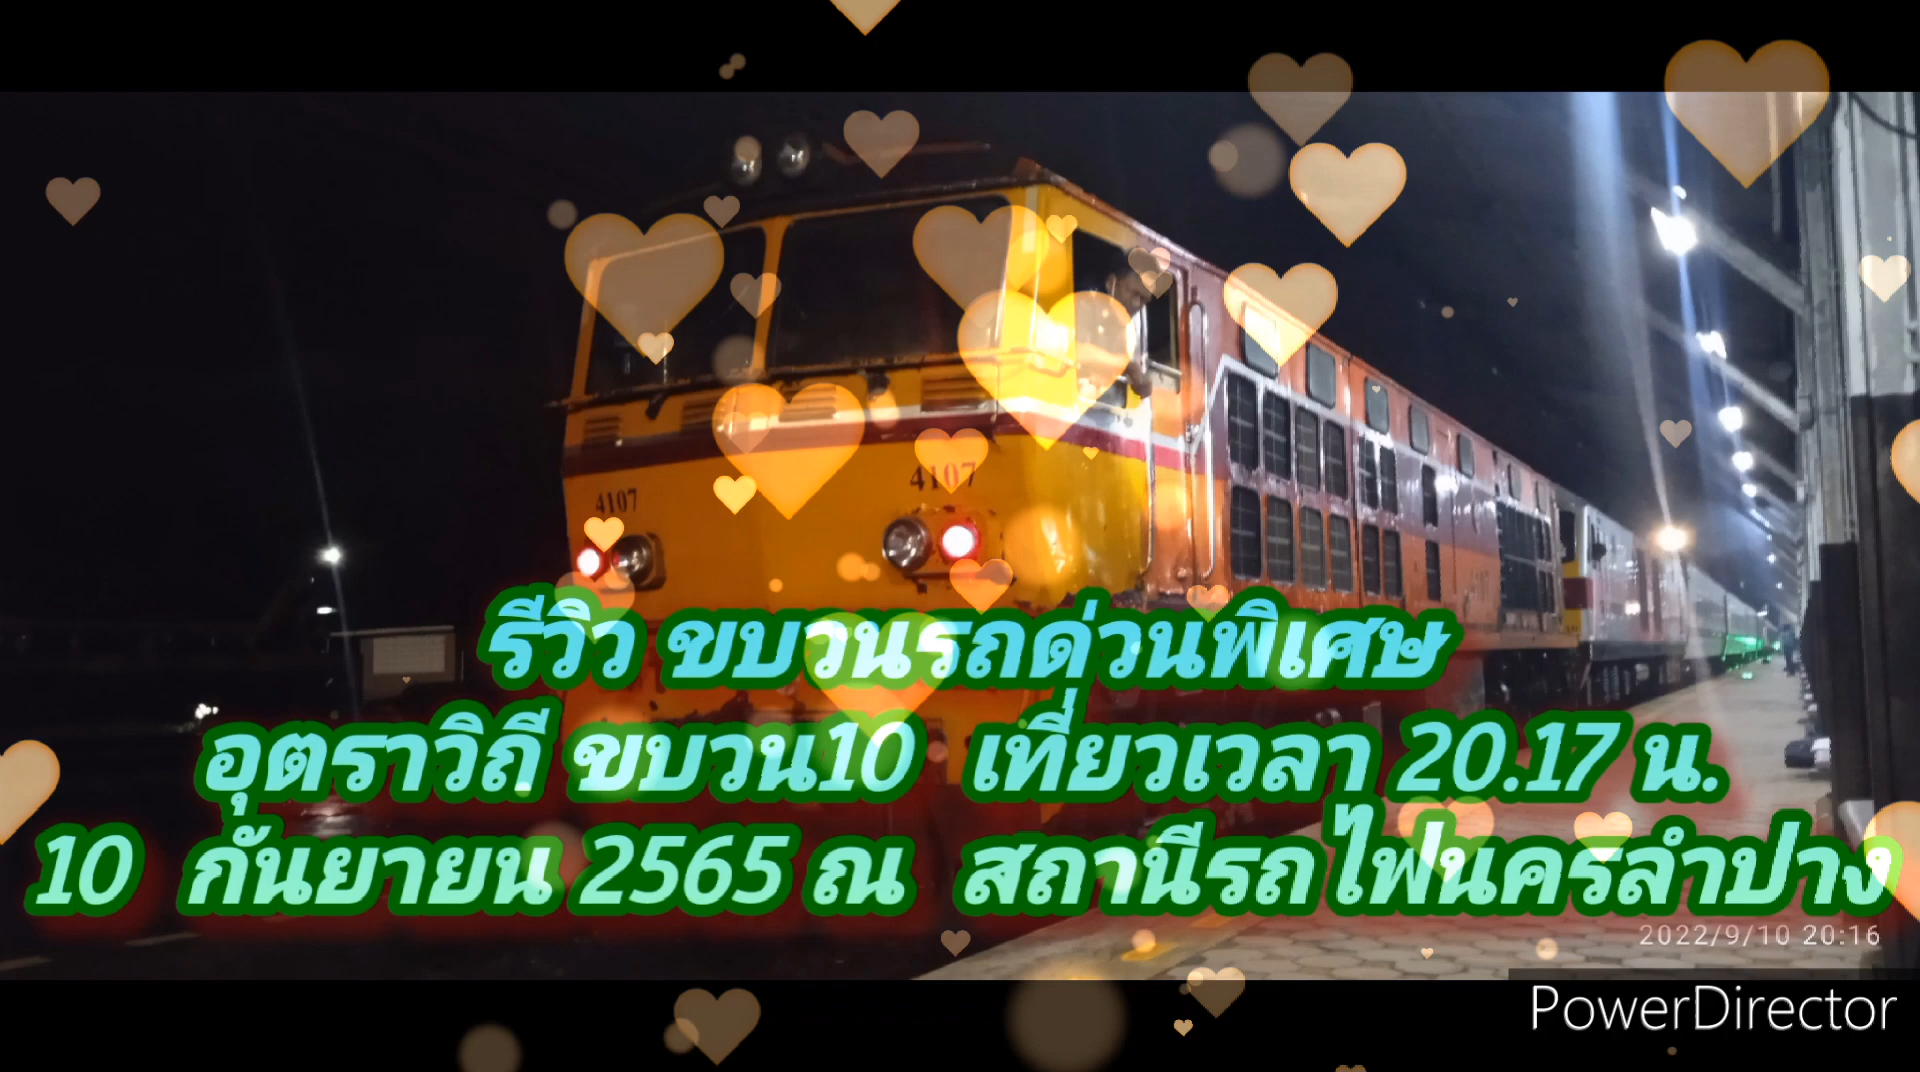 4107
4107
รีวิว ขบวนรถด่วนพิเศษ
อุตราวิถี ขบวน10 เที่ยวเวลา 20.17 น.
10 กันยายน 2565 ณ สถานีรถไฟนครลำปาง
2022/9/10 20:16
PowerDirector